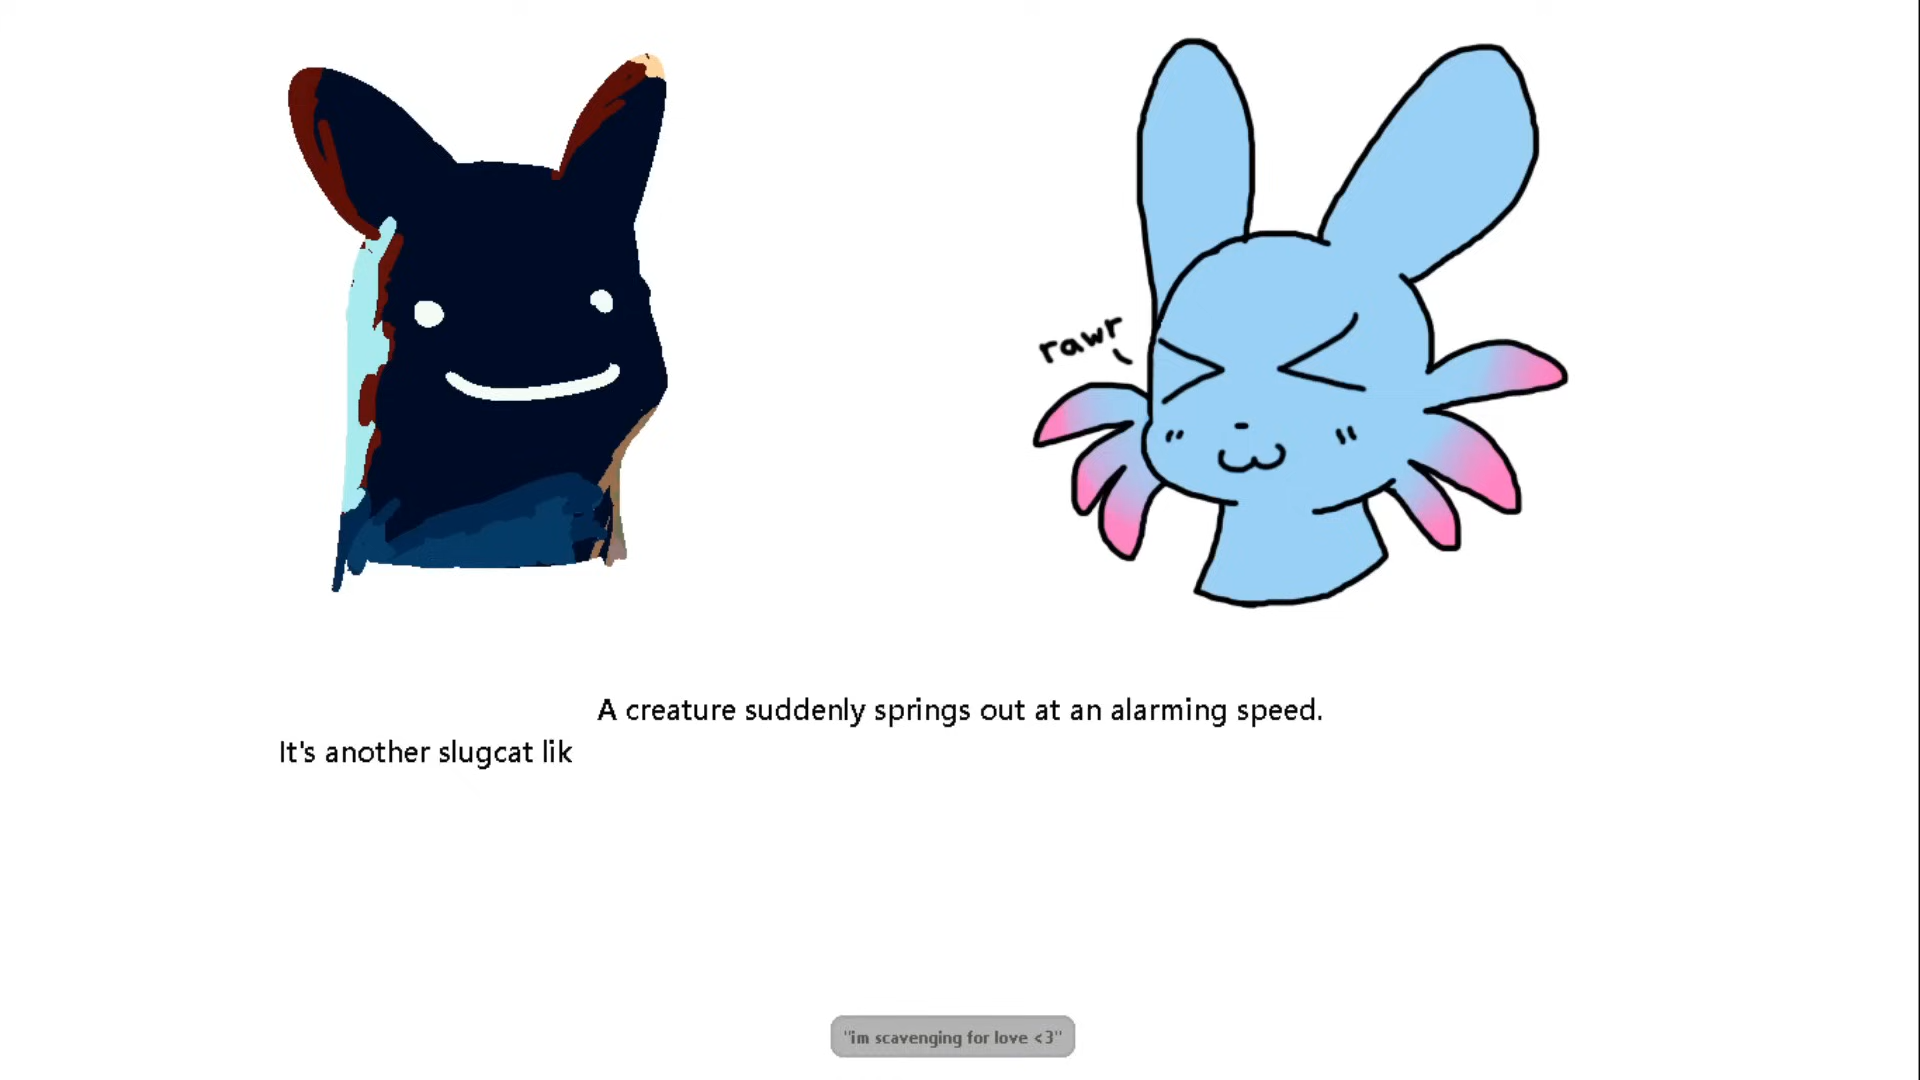 rawr
A creature suddenly springs out at an alarming speed.
It's another slugcat lik
"im scavenging for love <3"